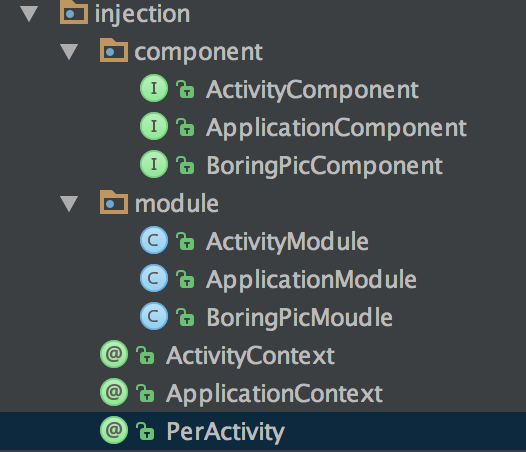 injection
component
I ActivityComponent
I ApplicationComponent
I BoringPicComponent
module
C ActivityModule
C ApplicationModule
C BoringPicMoudle
@ ActivityContext
@ ApplicationContext
@ PerActivity